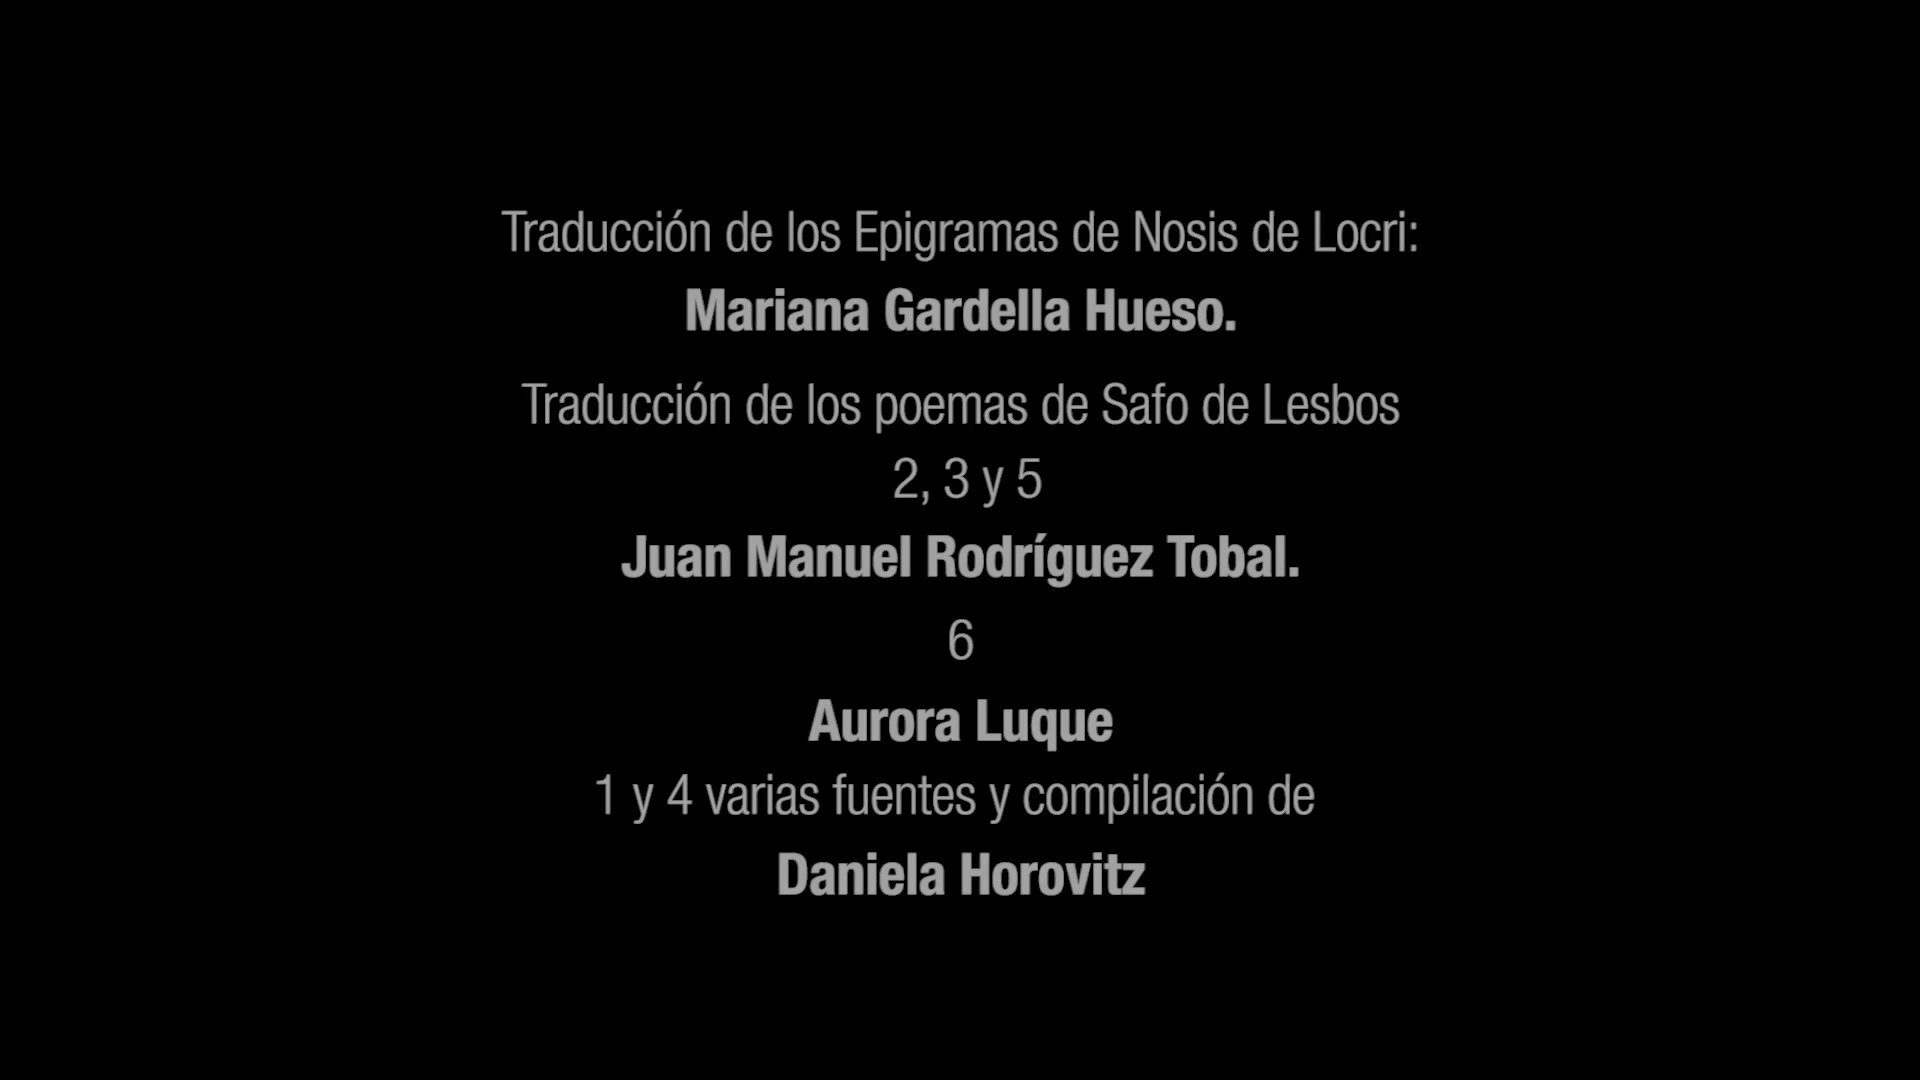 Traducción de los Epigramas de Nosis de Locri:
Mariana Gardella Hueso.
Traducción de los poemas de Safo de Lesbos
2, 3 y 5
Juan Manuel Rodríguez Tobal.
6
Aurora Luque
1 y 4 varias fuentes y compilación de
Daniela Horovitz